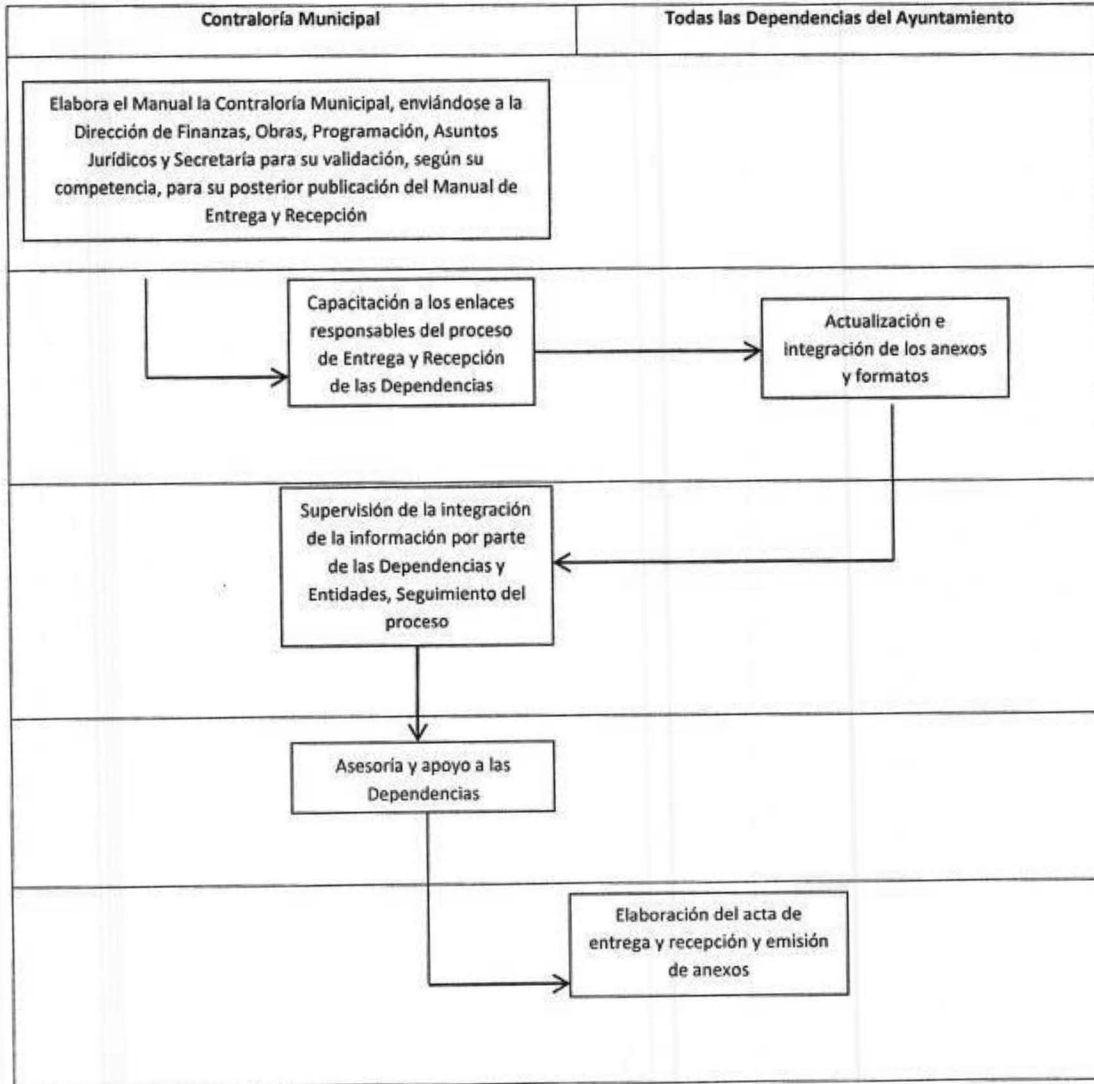 Contraloría Municipal
Todas las Dependencias del Ayuntamiento
Elabora el Manual la Contraloría Municipal, enviándose a la
Dirección de Finanzas, Obras, Programación, Asuntos
Jurídicos y Secretaría para su validación, según su
competencia, para su posterior publicación del Manual de
Entrega y Recepción
Capacitación a los enlaces
responsables del proceso
de Entrega y Recepción
de las Dependencias
Actualización e
integración de los anexos
y formatos
Supervisión de la integración
de la información por parte
de las Dependencias y
Entidades, Seguimiento del
proceso
Asesoría y apoyo a las
Dependencias
Elaboración del acta de
entrega y recepción y emisión
de anexos